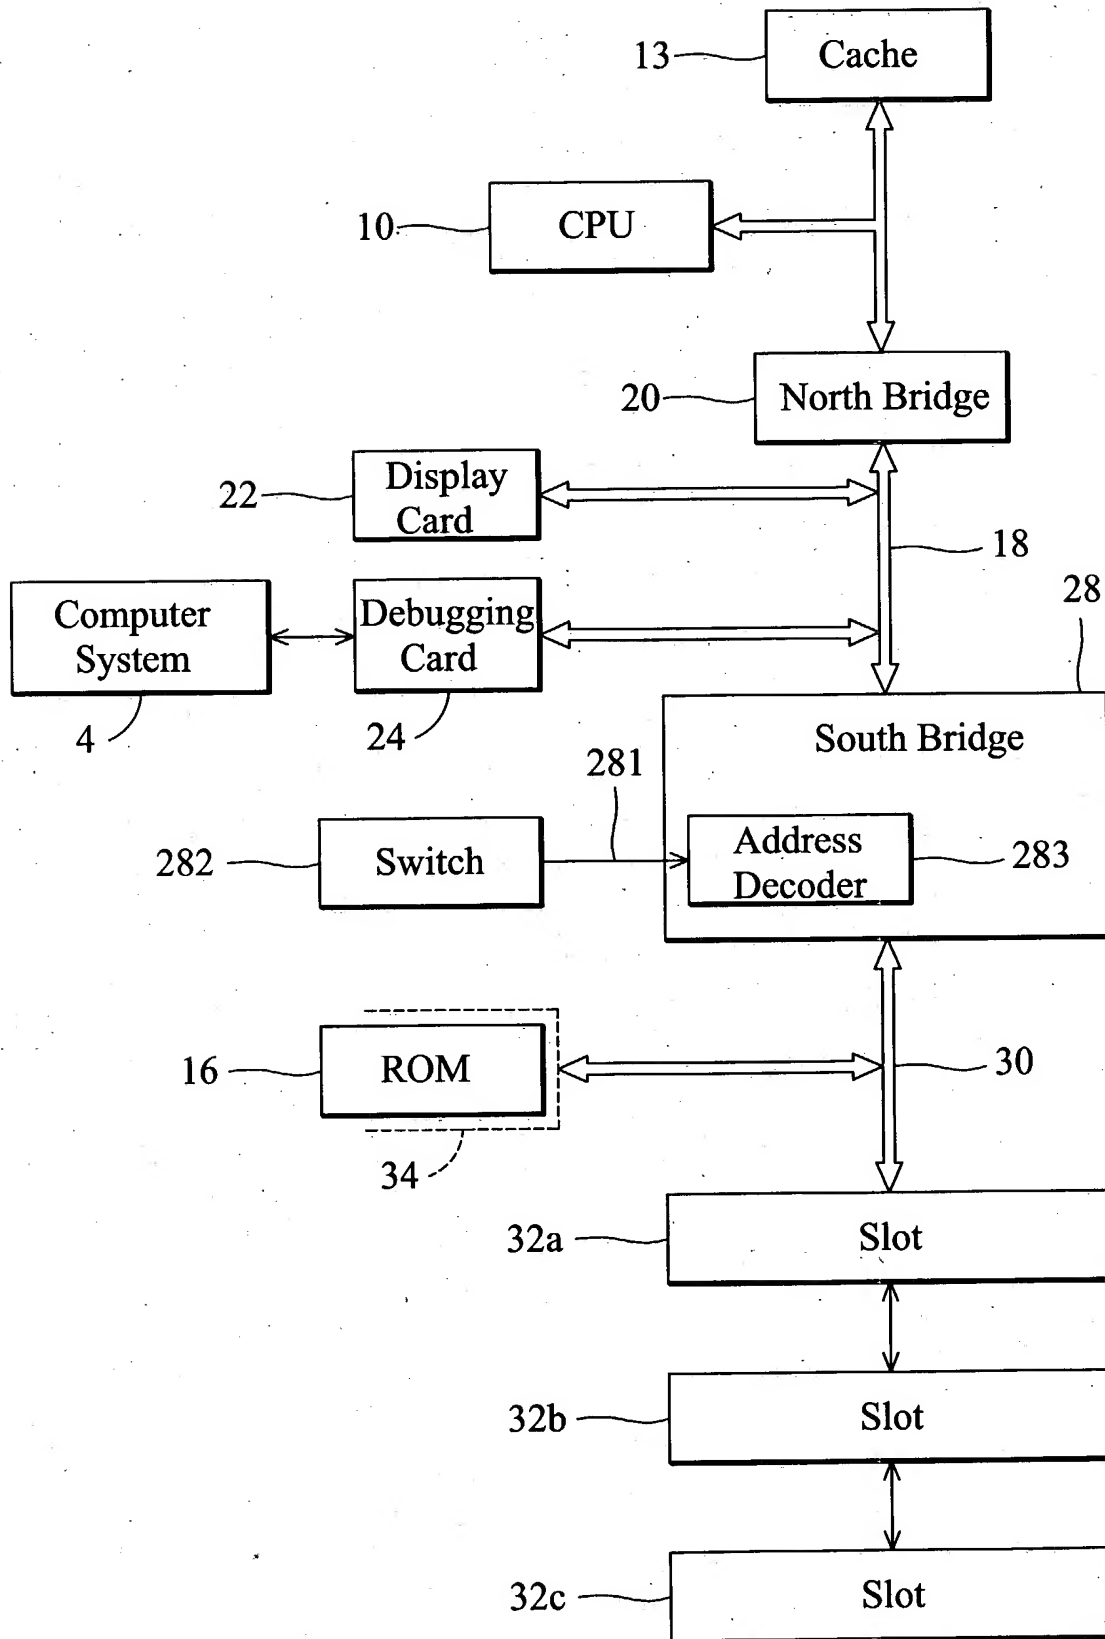 13
Cache
10
CPU
20
North Bridge
22
Display
Card
18
Computer
System
4
Debugging
Card
24
28
South Bridge
281
282
Switch
Address
Decoder
283
16
ROM
34
30
32a
Slot
32b
Slot
32c
Slot